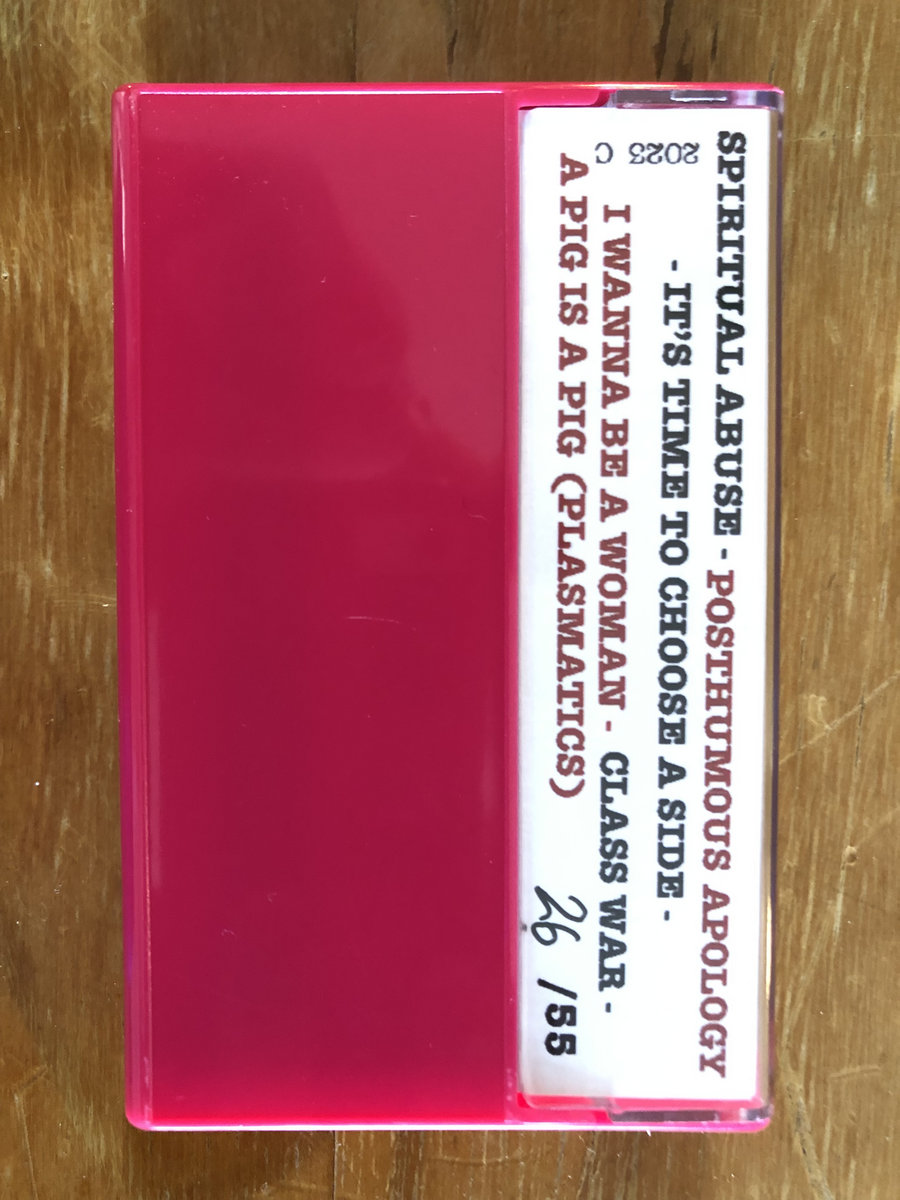 SPIRITUAL ABUSE - POSTHUMOUS APOLOGY
- IT'S TIME TO CHOOSE A SIDE -
I WANNA BE A WOMAN - CLASS WAR -
A PIG IS A PIG (PLASMATICS)
26 /55
2023 C